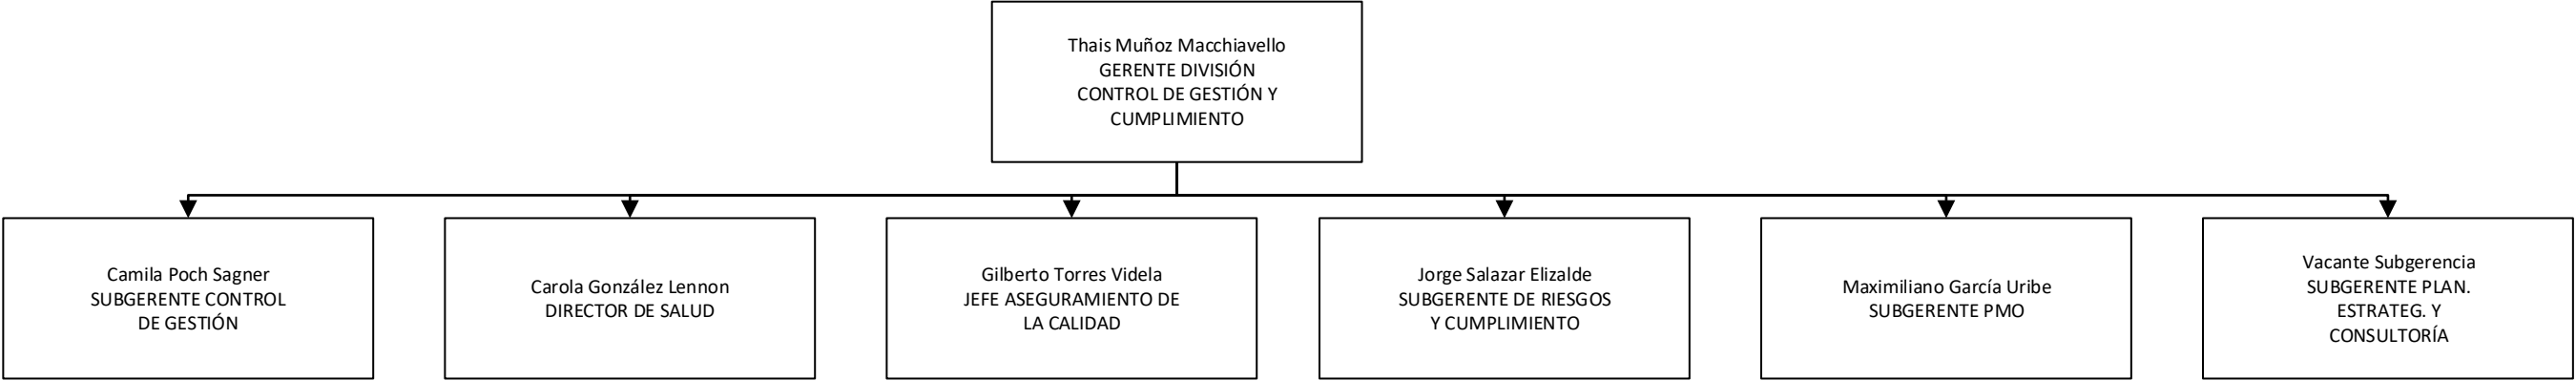 Thais Muñoz Macchiavello
GERENTE DIVISIÓN
CONTROL DE GESTIÓN Y
CUMPLIMIENTO
Camila Poch Sagner
SUBGERENTE CONTROL
DE GESTIÓN
Carola González Lennon
DIRECTOR DE SALUD
Gilberto Torres Videla
JEFE ASEGURAMIENTO DE
LA CALIDAD
Jorge Salazar Elizalde
SUBGERENTE DE RIESGOS
Y CUMPLIMIENTO
Maximiliano García Uribe
SUBGERENTE PMO
Vacante Subgerencia
SUBGERENTE PLAN.
ESTRATEG. Y
CONSULTORÍA